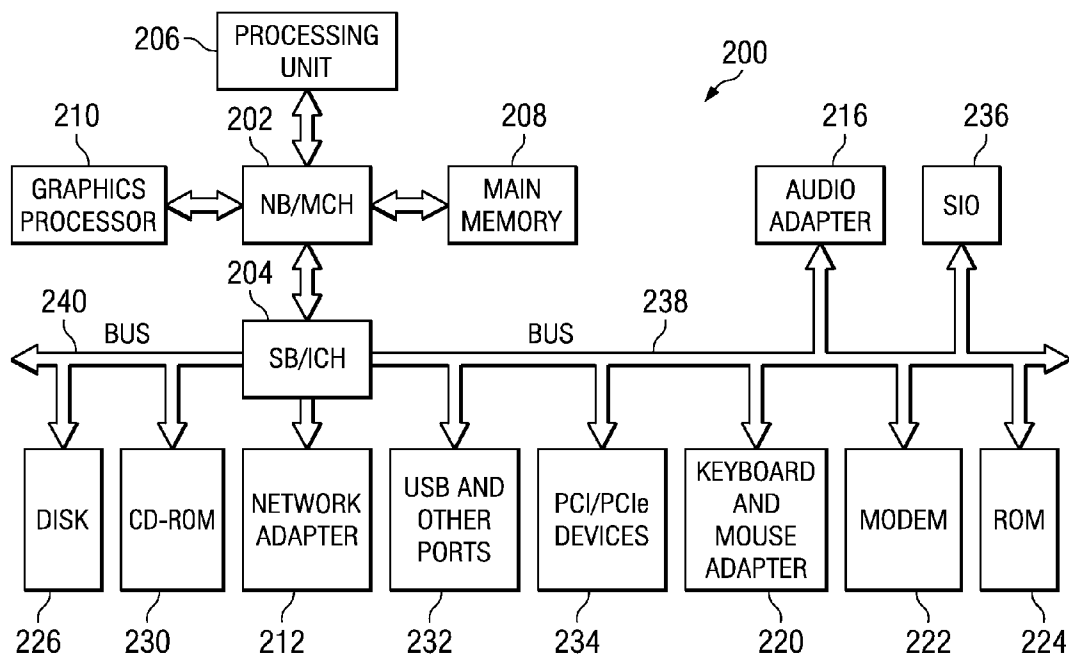 206
PROCESSING
UNIT
200
210
202
208
216
236
GRAPHICS
PROCESSOR
NB/MCH
MAIN
MEMORY
AUDIO
ADAPTER
SIO
204
240
BUS
SB/ICH
BUS
238
DISK
CD-ROM
NETWORK
ADAPTER
USB AND
OTHER
PORTS
PCI/PCIe
DEVICES
KEYBOARD
AND
MOUSE
ADAPTER
MODEM
ROM
226
230
212
232
234
220
222
224